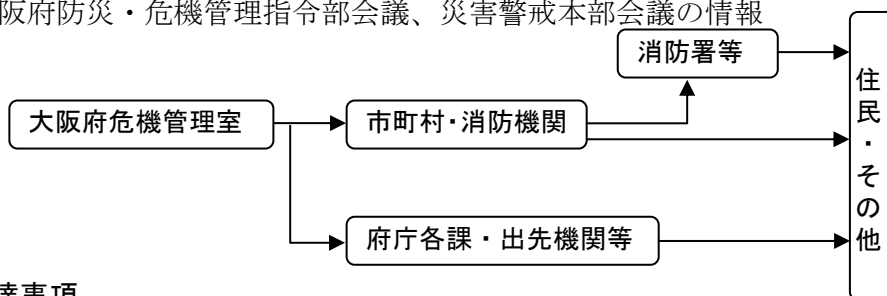 阪府防災・危機管理指令部会議、災害警戒本部会議の情報
消防署等
大阪府危機管理室
市町村・消防機関
府庁各課・出先機関等
住民・その他
達事項